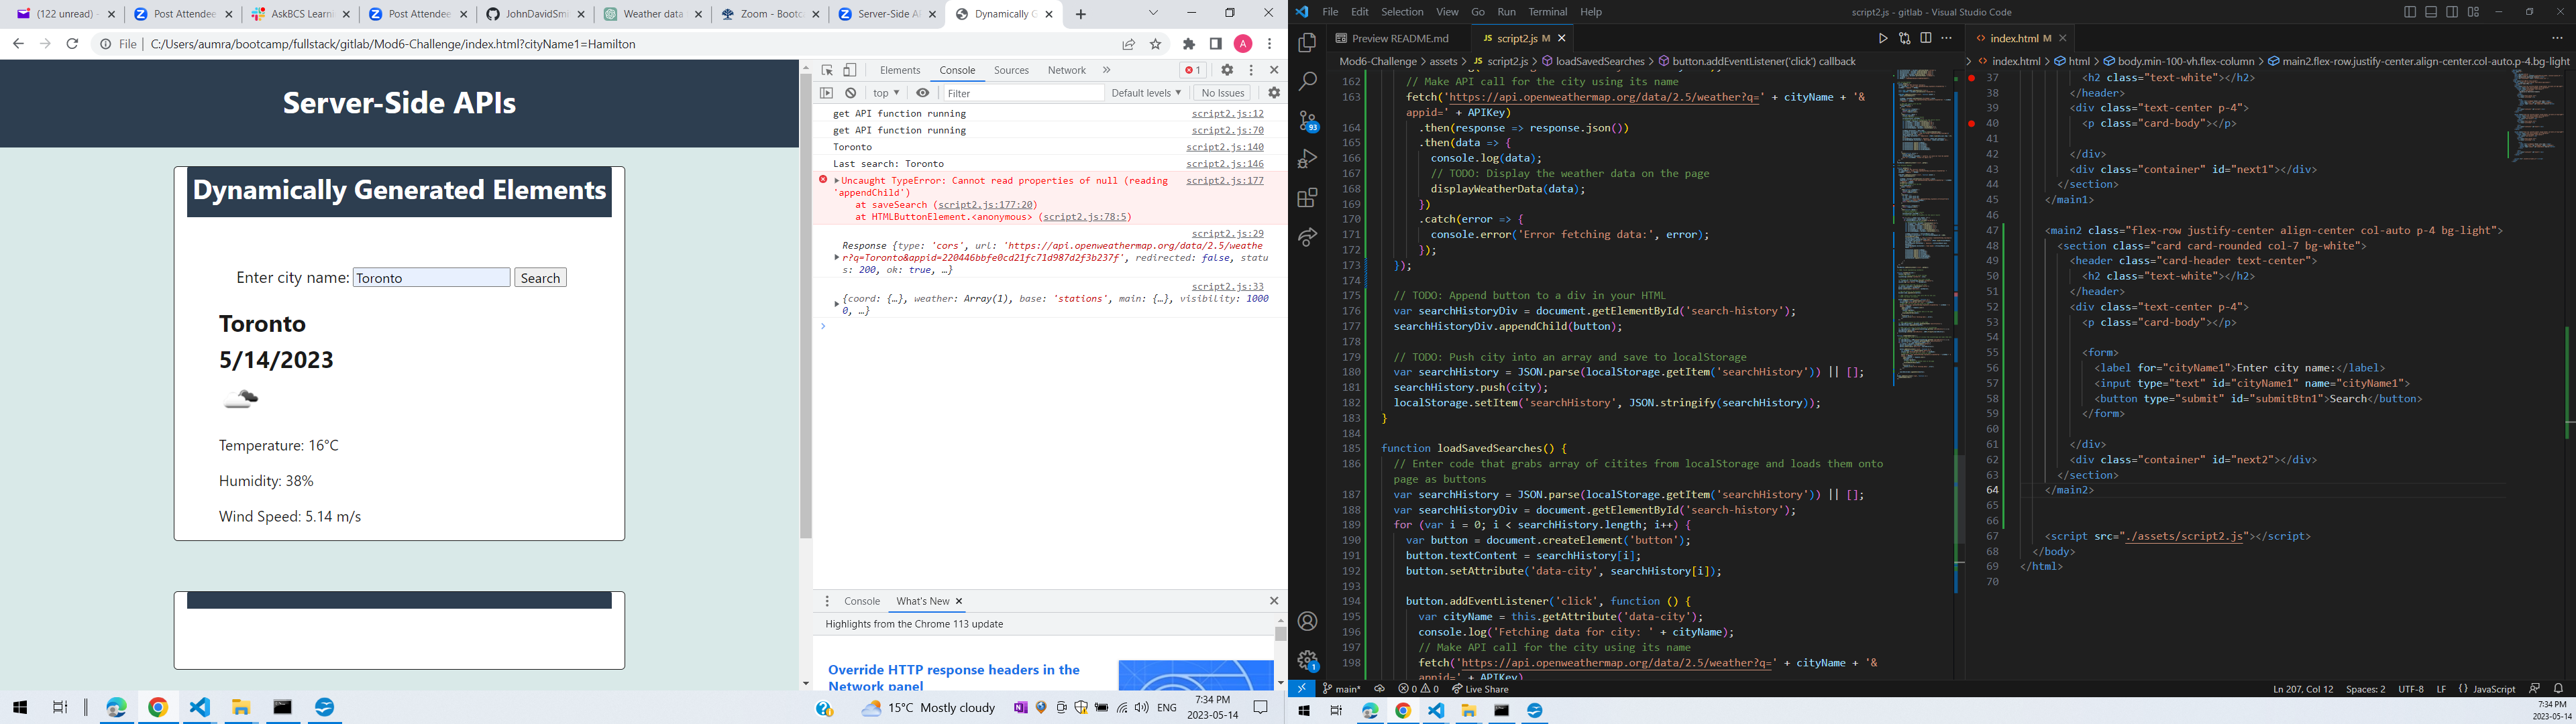 (122 unread)
Post Attendee
AskBCS Learni
Post Attendee
JohnDavidSmi
Weather data
Zoom - Bootc
Server-Side A
Dynamically G
File
C:/Users/aumra/bootcamp/fullstack/gitlab/Mod6-Challenge/index.html?cityName1=Hamilton
A
Server-Side APIs
Dynamically Generated Elements
Enter city name:
Toronto
Search
Toronto
5/14/2023
Temperature: 16°C
Humidity: 38%
Wind Speed: 5.14 m/s
Elements
Console
Sources
Network
1
top
Filter
Default levels
No Issues
get API function running script2.js:12
get API function running script2.js:70
Toronto script2.js:140
Last search: Toronto script2.js:146
Uncaught TypeError: Cannot read properties of null (reading script2.js:177
'appendChild')
at saveSearch (script2.js:177:20)
at HTMLButtonElement.<anonymous> (script2.js:78:5)
script2.js:29
Response {type: 'cors', url: 'https://api.openweathermap.org/data/2.5/weathe
r?q=Toronto&appid=220446bbfe0cd21fc71d987d2f3b237f', redirected: false, statu
s: 200, ok: true, …}
script2.js:33
{coord: {…}, weather: Array(1), base: 'stations', main: {…}, visibility: 1000
0, …}
Console
What's New
Highlights from the Chrome 113 update
Override HTTP response headers in the
Network panel
15°C Mostly cloudy
ENG
7:34 PM
2023-05-14
File Edit Selection View Go Run Terminal Help
script2.js - gitlab - Visual Studio Code
Preview README.md
JS script2.js M
Mod6-Challenge > assets > JS script2.js > loadSavedSearches > button.addEventListener('click') callback
93
1
162 // Make API call for the city using its name
163 fetch('https://api.openweathermap.org/data/2.5/weather?q=' + cityName + '&
appid=' + APIKey)
164 .then(response => response.json())
165 .then(data => {
166 console.log(data);
167 // TODO: Display the weather data on the page
168 displayWeatherData(data);
169 })
170 .catch(error => {
171 console.error('Error fetching data:', error);
172 });
173 });
174
175 // TODO: Append button to a div in your HTML
176 var searchHistoryDiv = document.getElementById('search-history');
177 searchHistoryDiv.appendChild(button);
178
179 // TODO: Push city into an array and save to localStorage
180 var searchHistory = JSON.parse(localStorage.getItem('searchHistory')) || [];
181 searchHistory.push(city);
182 localStorage.setItem('searchHistory', JSON.stringify(searchHistory));
183 }
184
185 function loadSavedSearches() {
186 // Enter code that grabs array of citites from localStorage and loads them onto
page as buttons
187 var searchHistory = JSON.parse(localStorage.getItem('searchHistory')) || [];
188 var searchHistoryDiv = document.getElementById('search-history');
189 for (var i = 0; i < searchHistory.length; i++) {
190 var button = document.createElement('button');
191 button.textContent = searchHistory[i];
192 button.setAttribute('data-city', searchHistory[i]);
193
194 button.addEventListener('click', function () {
195 var cityName = this.getAttribute('data-city');
196 console.log('Fetching data for city: ' + cityName);
197 // Make API call for the city using its name
198 fetch('https://api.openweathermap.org/data/2.5/weather?q=' + cityName + '&
appid=' + APIKey)
index.html M
index.html > html > body.min-100-vh.flex-column > main2.flex-row.justify-center.align-center.col-auto.p-4.bg-light
37 <h2 class="text-white"></h2>
38 </header>
39 <div class="text-center p-4">
40 <p class="card-body"></p>
41
42 </div>
43 <div class="container" id="next1"></div>
44 </section>
45 </main1>
46
47 <main2 class="flex-row justify-center align-center col-auto p-4 bg-light">
48 <section class="card card-rounded col-7 bg-white">
49 <header class="card-header text-center">
50 <h2 class="text-white"></h2>
51 </header>
52 <div class="text-center p-4">
53 <p class="card-body"></p>
54
55 <form>
56 <label for="cityName1">Enter city name:</label>
57 <input type="text" id="cityName1" name="cityName1">
58 <button type="submit" id="submitBtn1">Search</button>
59 </form>
60
61 </div>
62 <div class="container" id="next2"></div>
63 </section>
64 </main2>
65
66
67 <script src="./assets/script2.js"></script>
68 </body>
69 </html>
70
main* 0 0 Live Share
Ln 207, Col 12 Spaces: 2 UTF-8 LF {} JavaScript
7:34 PM
2023-05-14